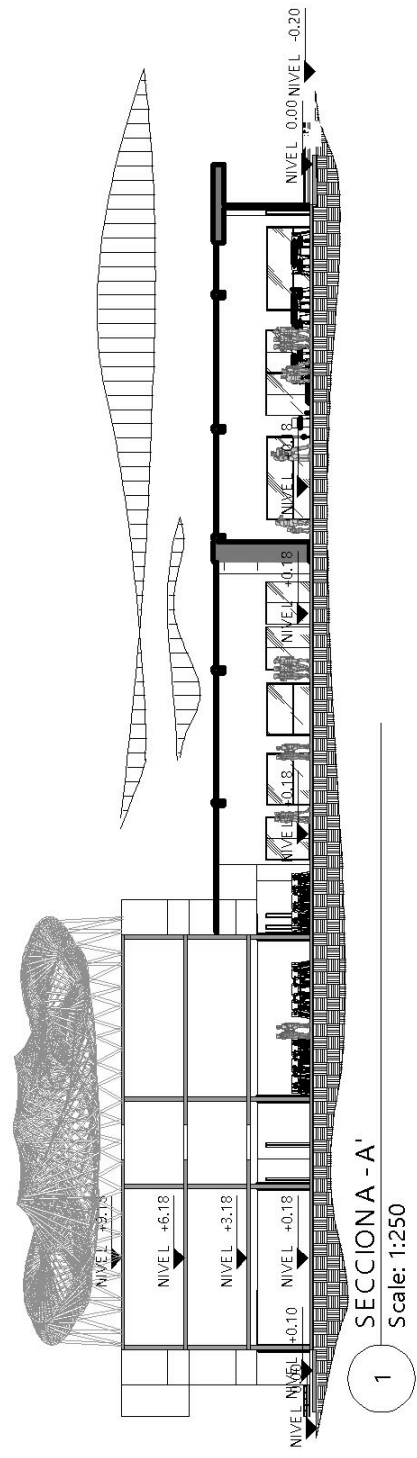 NIVEL +9.18
NIVEL +6.18
NIVEL +3.18
NIVEL +0.18
NIVEL +0.10
NIVEL
NIVEL +0.18
NIVEL +0.18
NIVEL
NIVEL 0.00
NIVEL -0.20
1
SECCION A - A'
Scale: 1:250